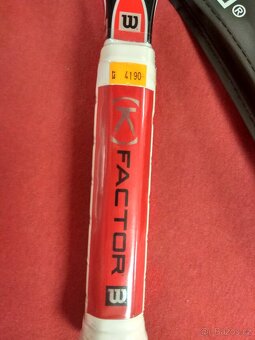 W
®
G 4190-
(K) FACTOR W